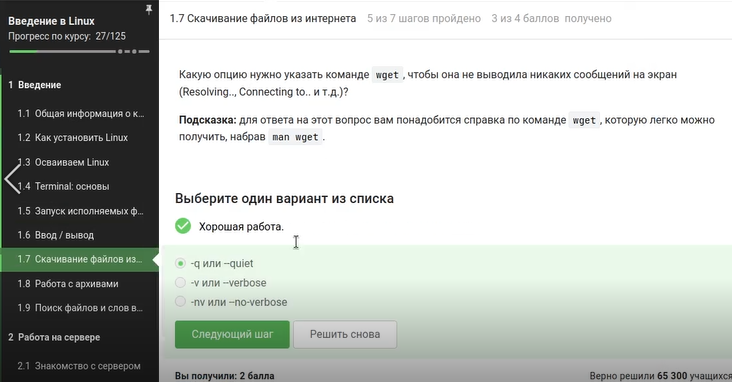 Введение в Linux
Прогресс по курсу: 27/125
1 Введение
1.1 Общая информация о к...
1.2 Как установить Linux
1.3 Осваиваем Linux
1.4 Terminal: основы
1.5 Запуск исполняемых ф...
1.6 Ввод / вывод
1.7 Скачивание файлов из...
1.8 Работа с архивами
1.9 Поиск файлов и слов в...
2 Работа на сервере
2.1 Знакомство с сервером
1.7 Скачивание файлов из интернета 5 из 7 шагов пройдено 3 из 4 баллов получено
Какую опцию нужно указать команде wget, чтобы она не выводила никаких сообщений на экран
(Resolving.., Connecting to.. и т.д.)?
Подсказка: для ответа на этот вопрос вам понадобится справка по команде wget, которую легко можно
получить, набрав man wget.
Выберите один вариант из списка
Хорошая работа.
-q или --quiet
-v или --verbose
-nv или --no-verbose
Следующий шаг Решить снова
Вы получили: 2 балла Верно решили 65 300 учащихся